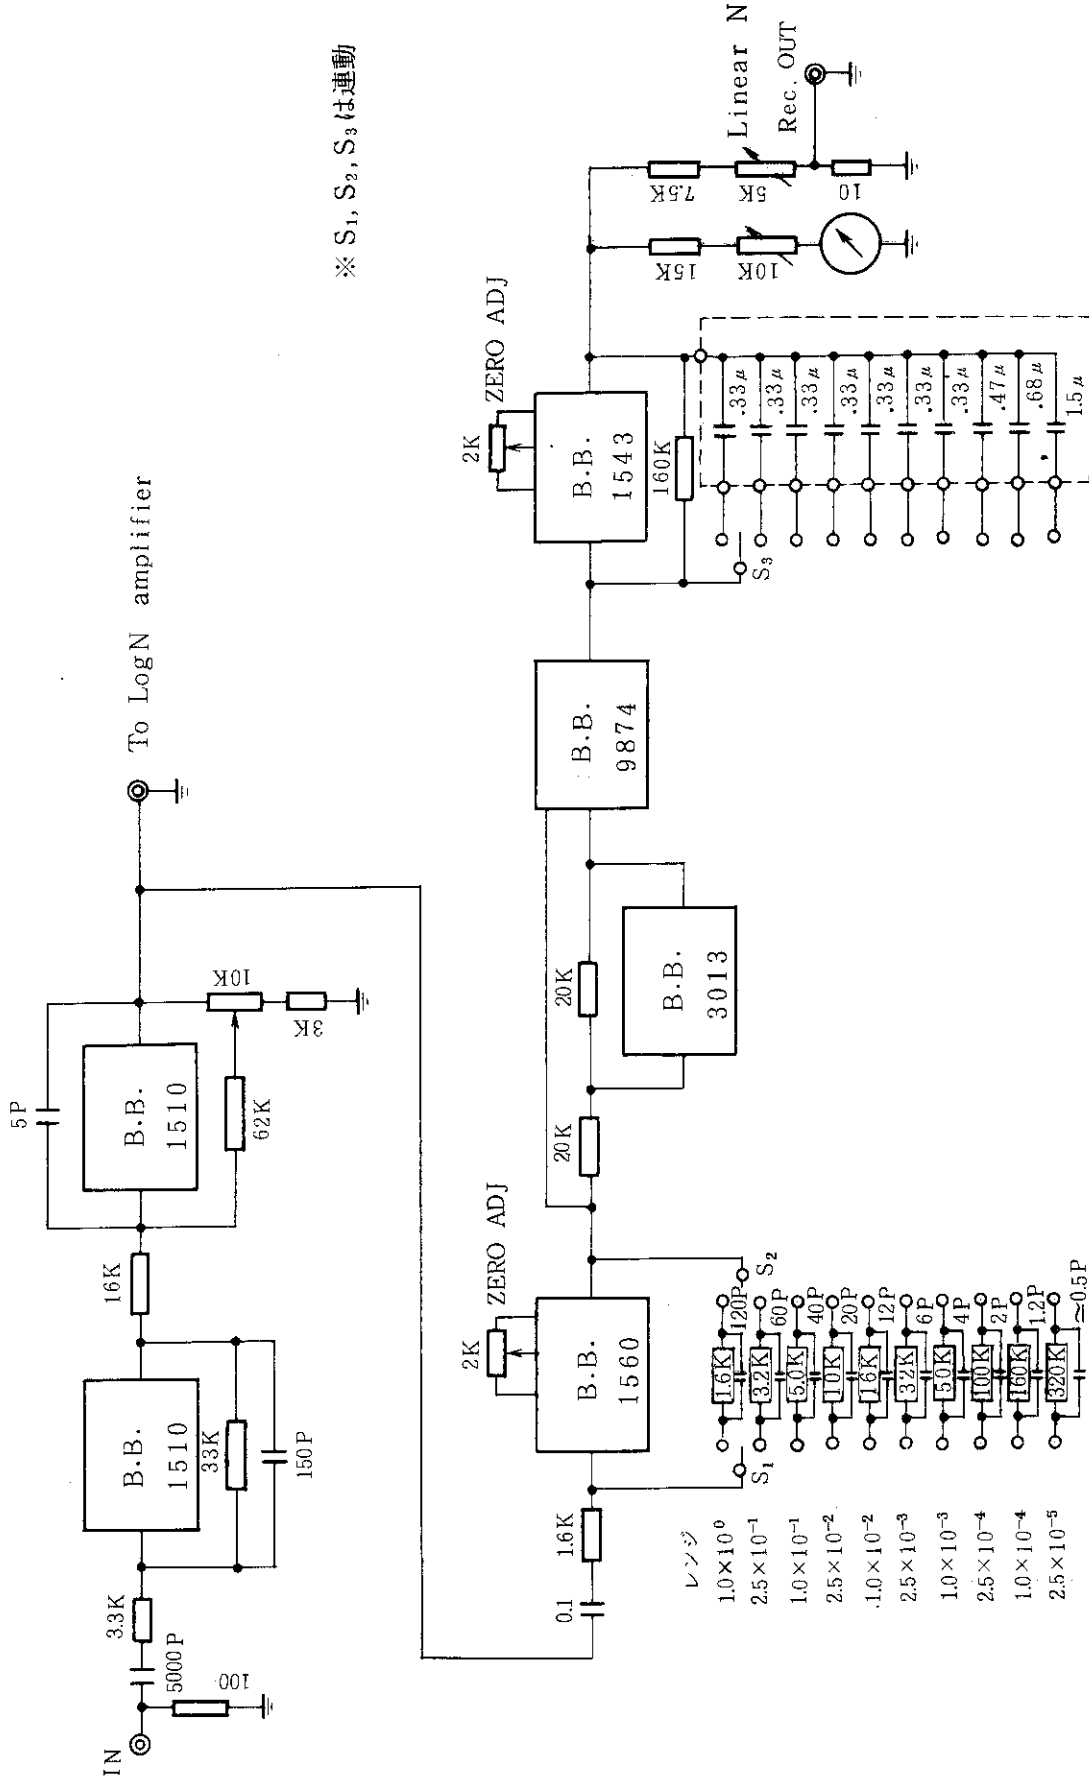 IN
100
5000P
3.3K
B.B.
1510
33K
150P
16K
5P
B.B.
1510
62K
10K
3K
To LogN amplifier
※ S₁, S₂, S₃は連動
0.1
1.6K
2K
ZERO ADJ
B.B.
1560
S₁
S₂
20K
20K
B.B.
3013
B.B.
9874
2K
ZERO ADJ
B.B.
1543
160K
S₃
15K
10K
7.5K
5K
10
Linear N
Rec. OUT
レンジ
1.0×10⁰ 1.6K 120P .33μ
2.5×10⁻¹ 3.2K 60P .33μ
1.0×10⁻¹ 5.0K 40P .33μ
2.5×10⁻² 10K 20P .33μ
1.0×10⁻² 16K 12P .33μ
2.5×10⁻³ 32K 6P .33μ
1.0×10⁻³ 50K 4P .33μ
2.5×10⁻⁴ 100K 2P .47μ
1.0×10⁻⁴ 160K 1.2P .68μ
2.5×10⁻⁵ 320K ≃0.5P 1.5μ